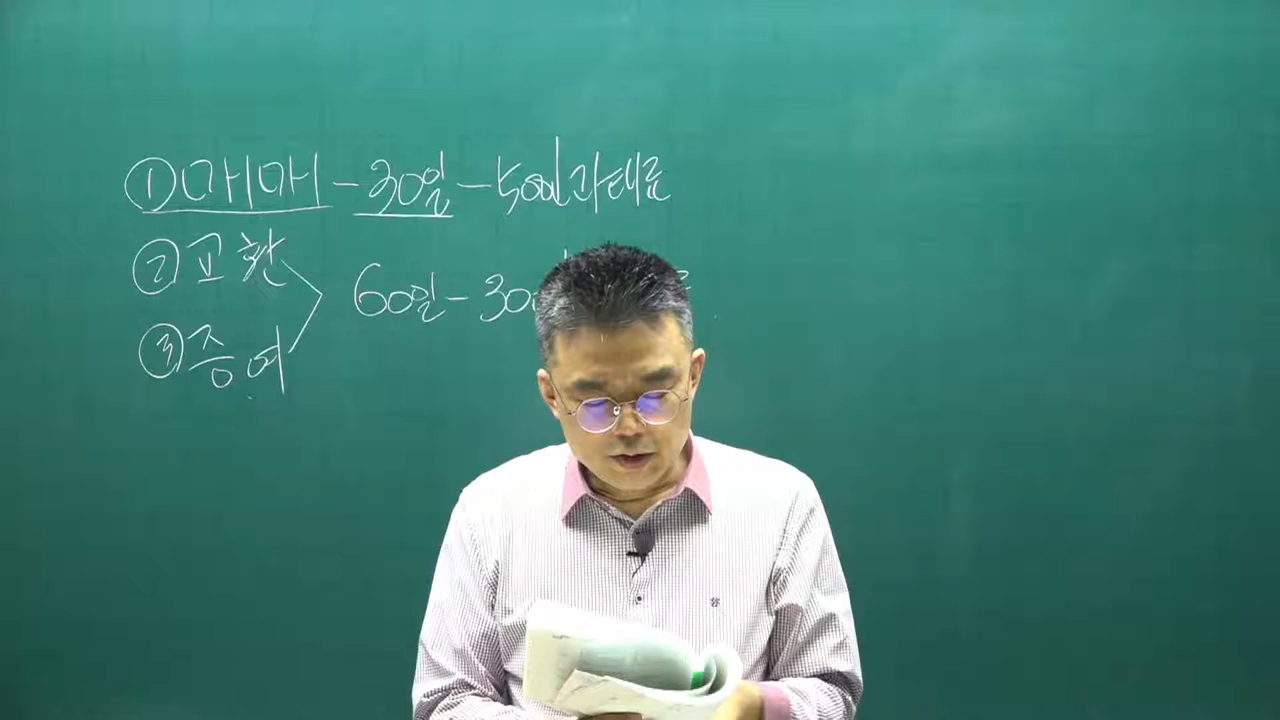 ① 매매 - 30일 - 500↓ 과태료
② 교환
60일 - 300
③ 증여